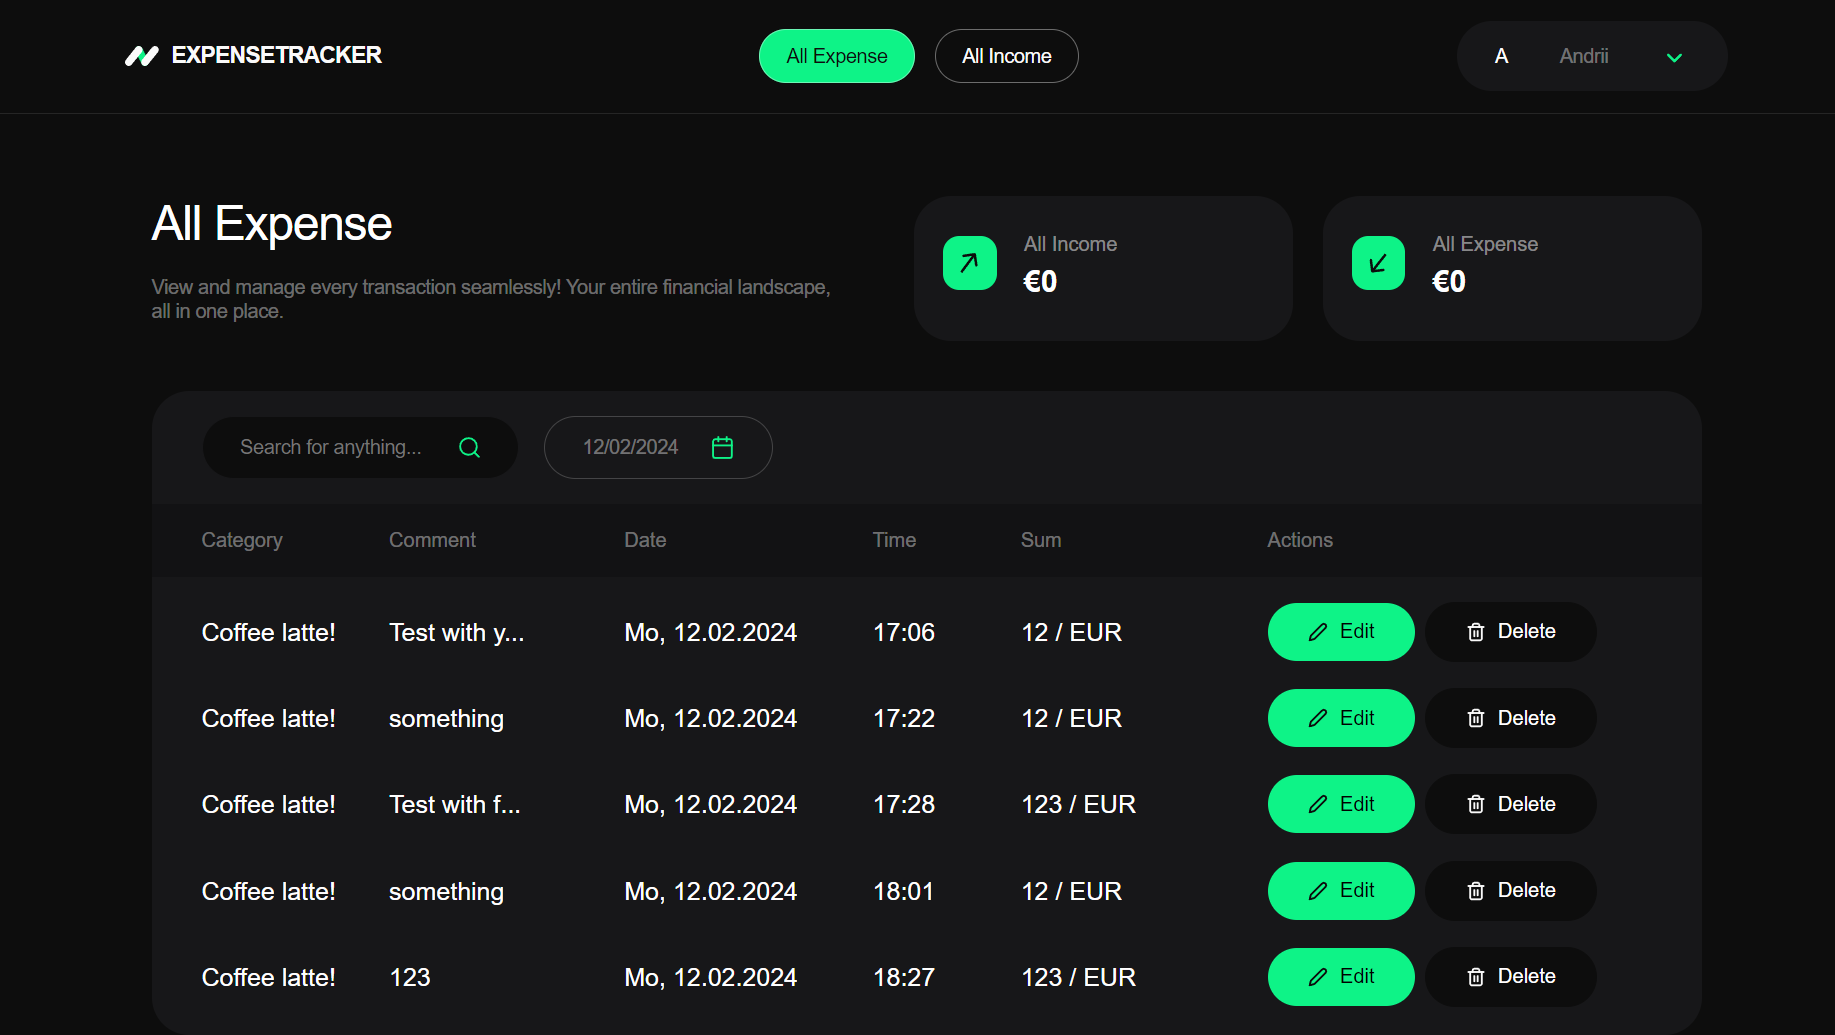 EXPENSETRACKER
All Expense
All Income
A
Andrii
All Expense
View and manage every transaction seamlessly! Your entire financial landscape,
all in one place.
All Income
€0
All Expense
€0
Search for anything...
12/02/2024
Category Comment Date Time Sum Actions
Coffee latte! Test with y... Mo, 12.02.2024 17:06 12 / EUR Edit Delete
Coffee latte! something Mo, 12.02.2024 17:22 12 / EUR Edit Delete
Coffee latte! Test with f... Mo, 12.02.2024 17:28 123 / EUR Edit Delete
Coffee latte! something Mo, 12.02.2024 18:01 12 / EUR Edit Delete
Coffee latte! 123 Mo, 12.02.2024 18:27 123 / EUR Edit Delete